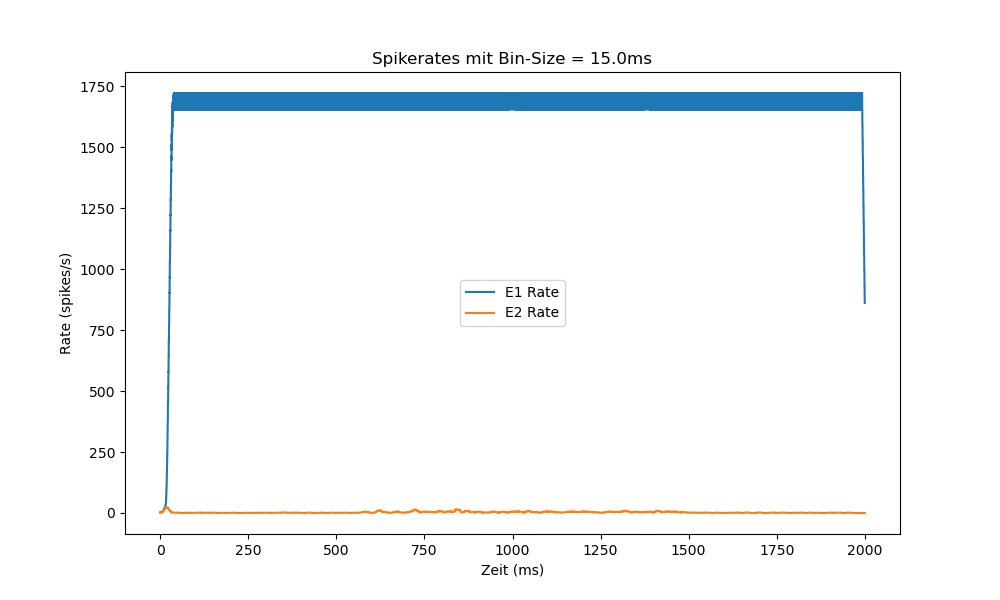 Spikerates mit Bin-Size = 15.0ms
1750
1500
1250
1000
750
500
250
0
Rate (spikes/s)
E1 Rate
E2 Rate
0 250 500 750 1000 1250 1500 1750 2000
Zeit (ms)